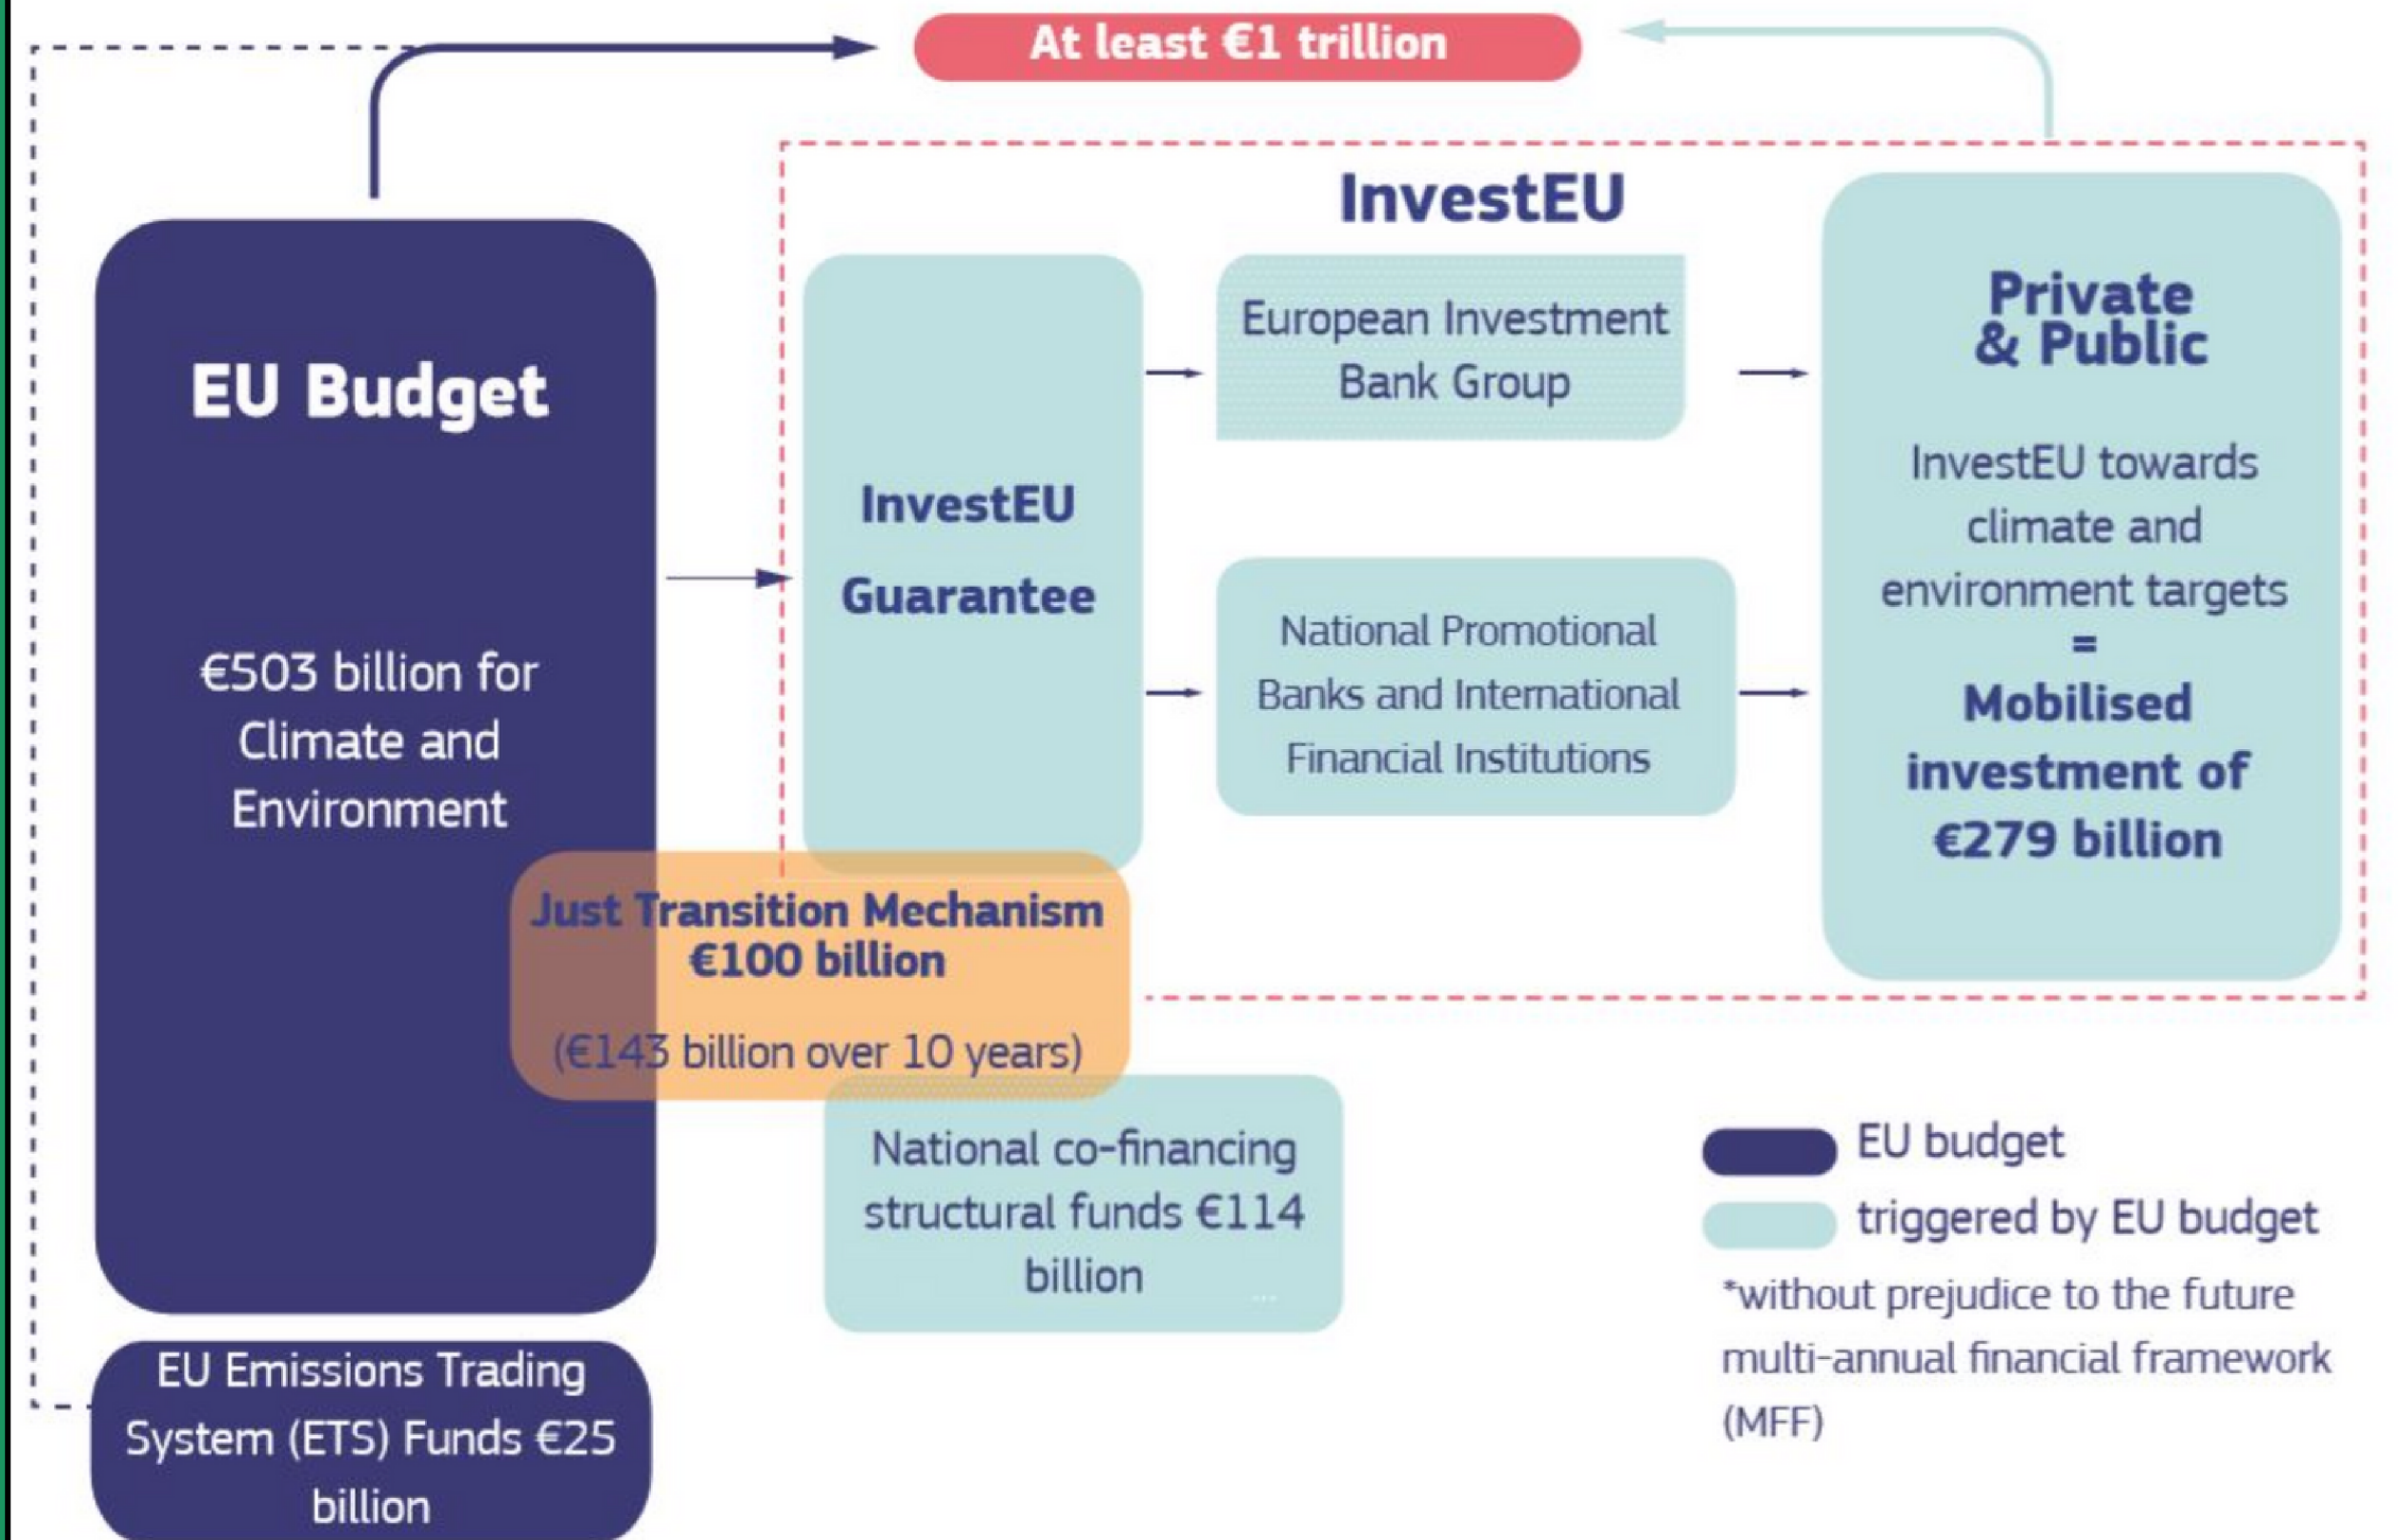 At least €1 trillion
EU Budget
€503 billion for
Climate and
Environment
InvestEU
InvestEU
Guarantee
European Investment
Bank Group
National Promotional
Banks and International
Financial Institutions
Private
& Public
InvestEU towards
climate and
environment targets
=
Mobilised
investment of
€279 billion
Just Transition Mechanism
€100 billion
(€143 billion over 10 years)
National co-financing
structural funds €114
billion
...
EU Emissions Trading
System (ETS) Funds €25
billion
EU budget
triggered by EU budget
*without prejudice to the future
multi-annual financial framework
(MFF)